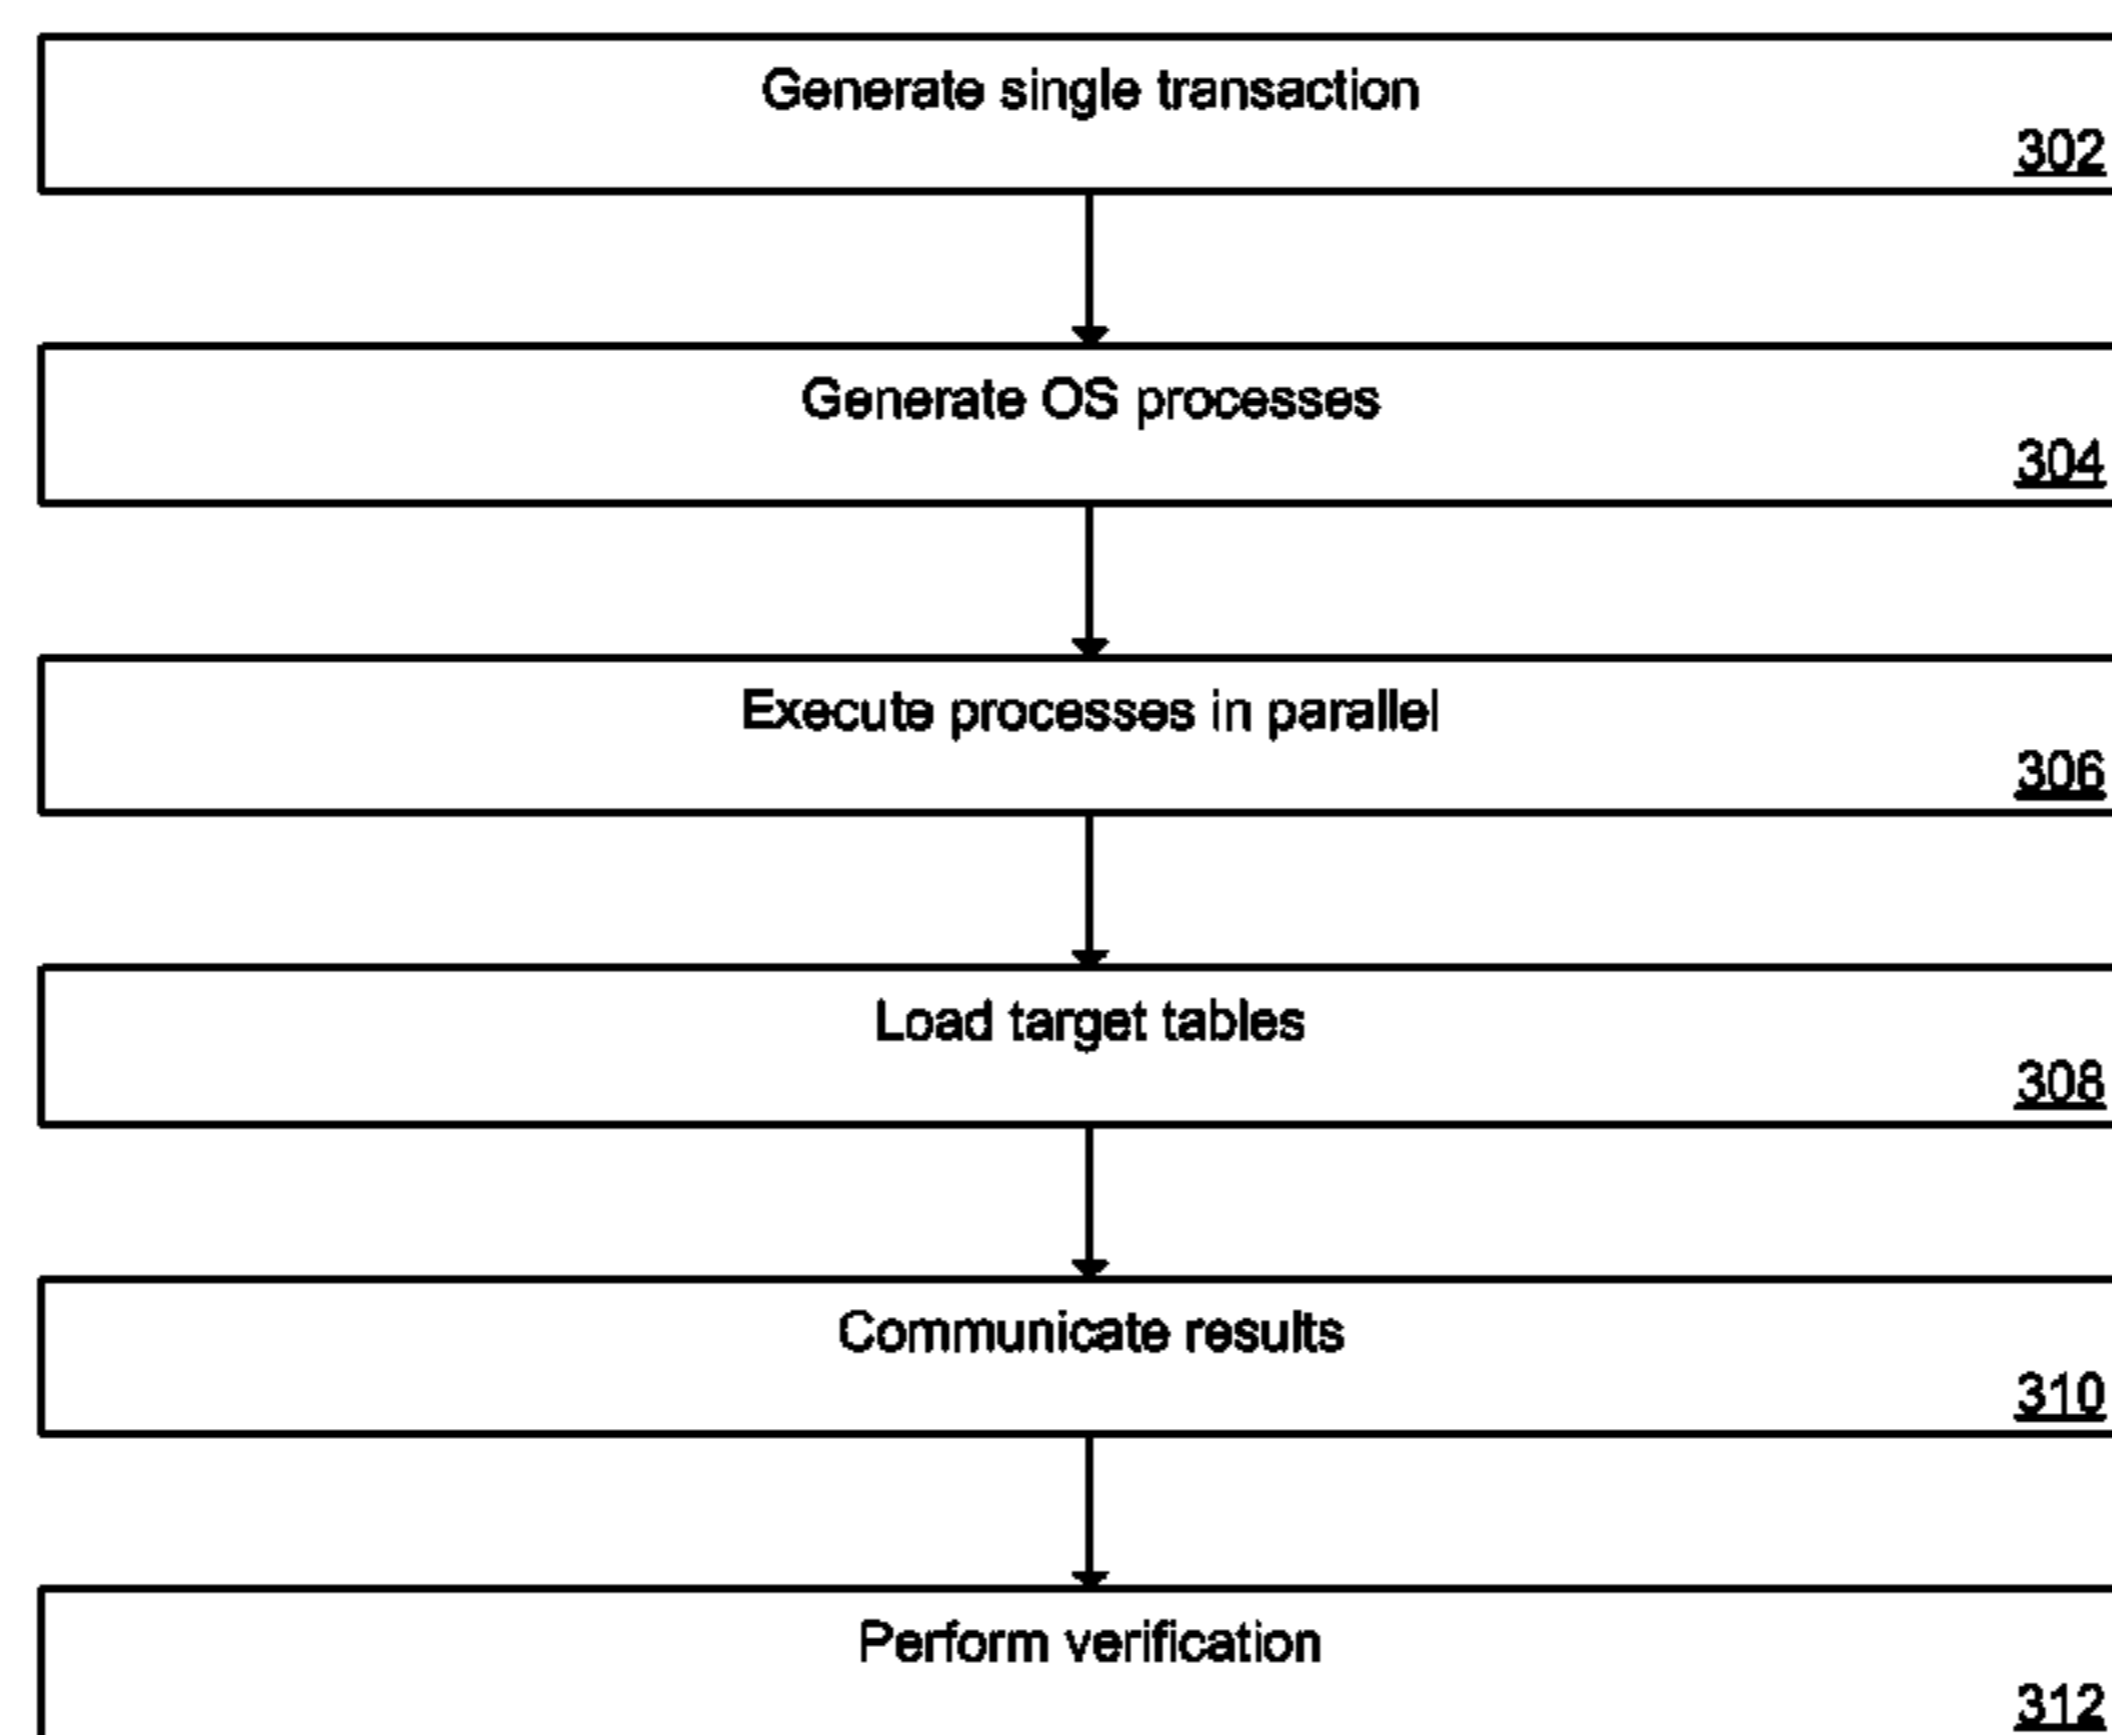 Generate single transaction
302
Generate OS processes
304
Execute processes in parallel
306
Load target tables
308
Communicate results
310
Perform verification
312